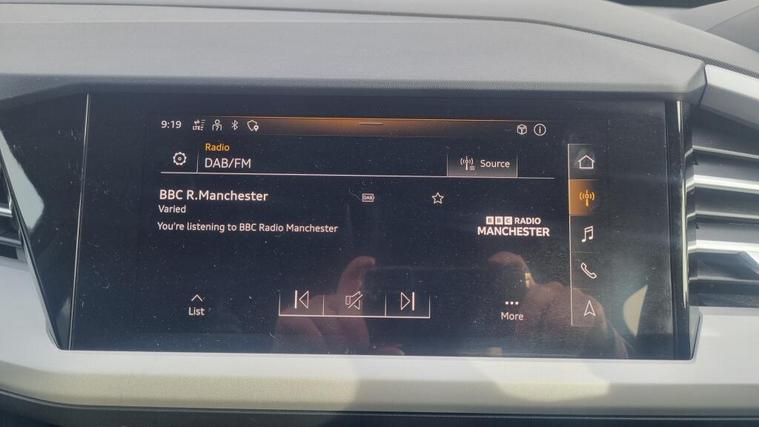 9:19 LTE
Radio
DAB/FM
Source
BBC R.Manchester
DAB
Varied
You're listening to BBC Radio Manchester
BBC RADIO
MANCHESTER
List
More